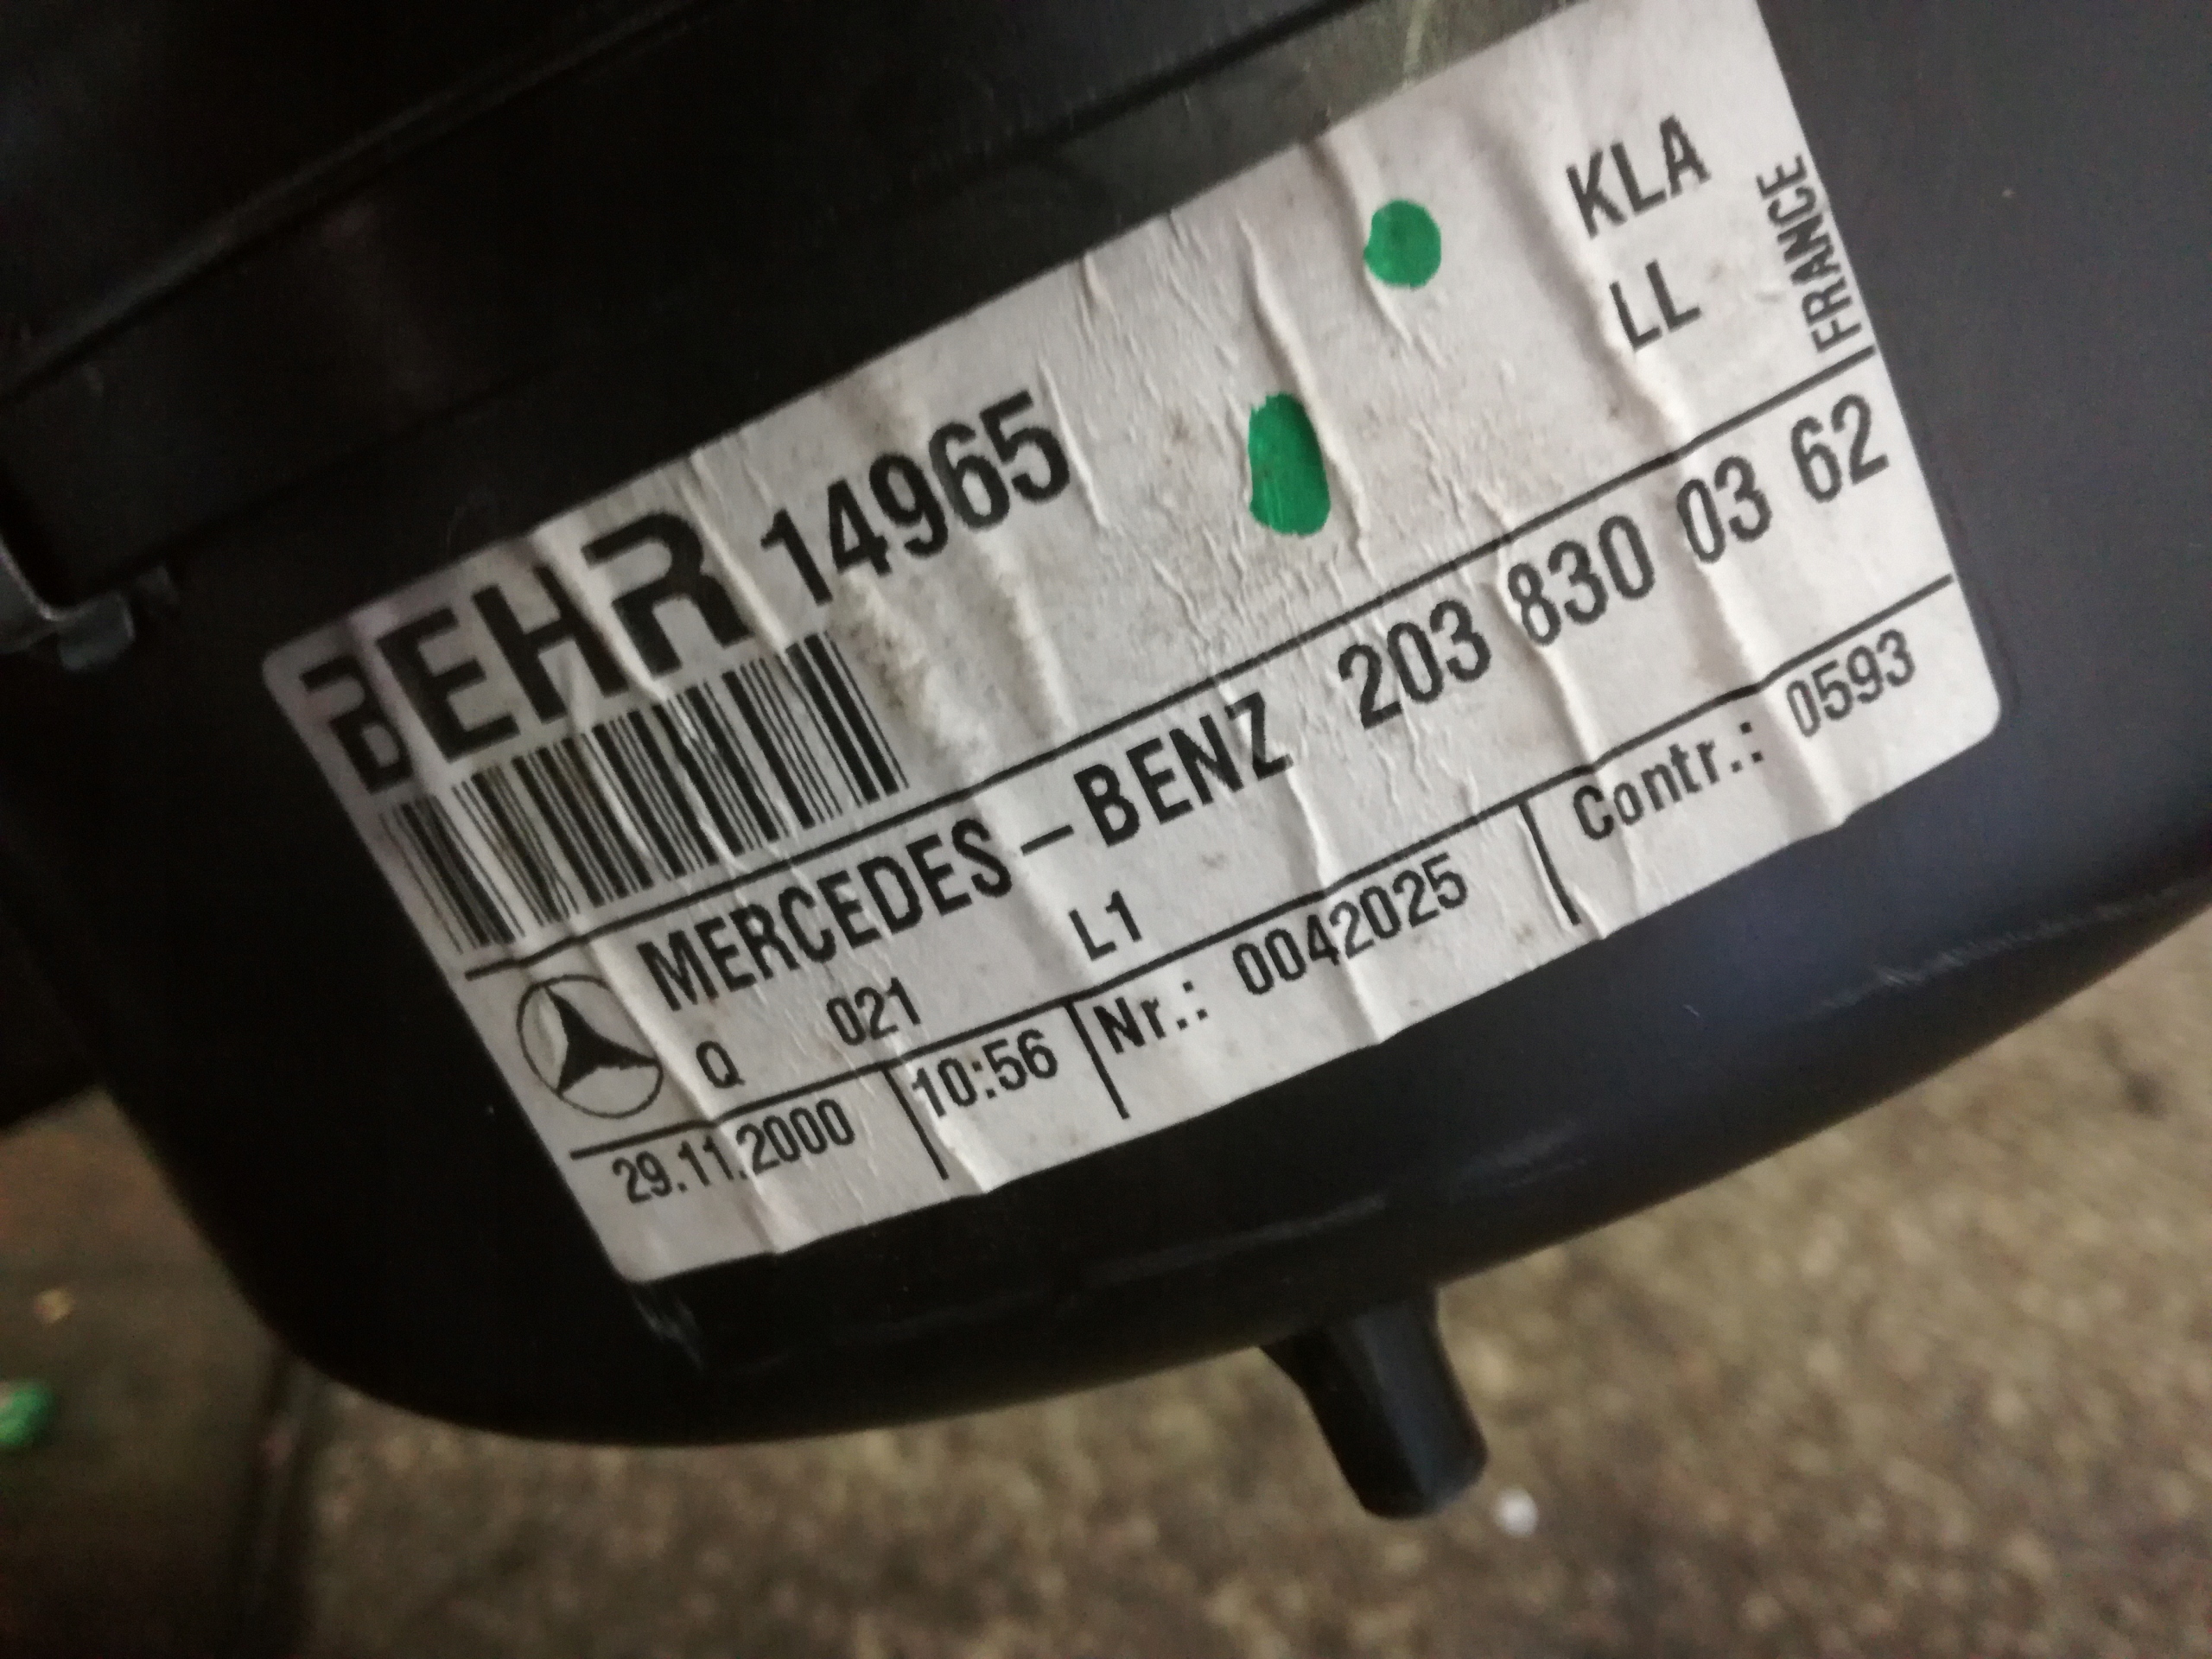 BEHR 14965
KLA
LL
FRANCE
MERCEDES-BENZ 203 830 03 62
Q 021 L1
29.11.2000 10:56 Nr.: 0042025 Contr.: 0593